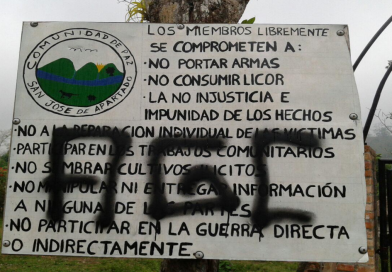 COMUNIDAD DE PAZ
SAN JOSE DE APARTADO
LOS MIEMBROS LIBREMENTE
SE COMPROMETEN A:
·NO PORTAR ARMAS
·NO CONSUMIR LICOR
·LA NO INJUSTICIA E
IMPUNIDAD DE LOS HECHOS
·NO A LA REPARACION INDIVIDUAL DE LAS VICTIMAS
·PARTICIPAR EN LOS TRABAJOS COMUNITARIOS
·NO SEMBRAR CULTIVOS ILICITOS
·NO MANIPULAR NI ENTREGAR INFORMACIÓN
A NINGUNA DE LAS PARTES
·NO PARTICIPAR EN LA GUERRA DIRECTA
O INDIRECTAMENTE
AGC